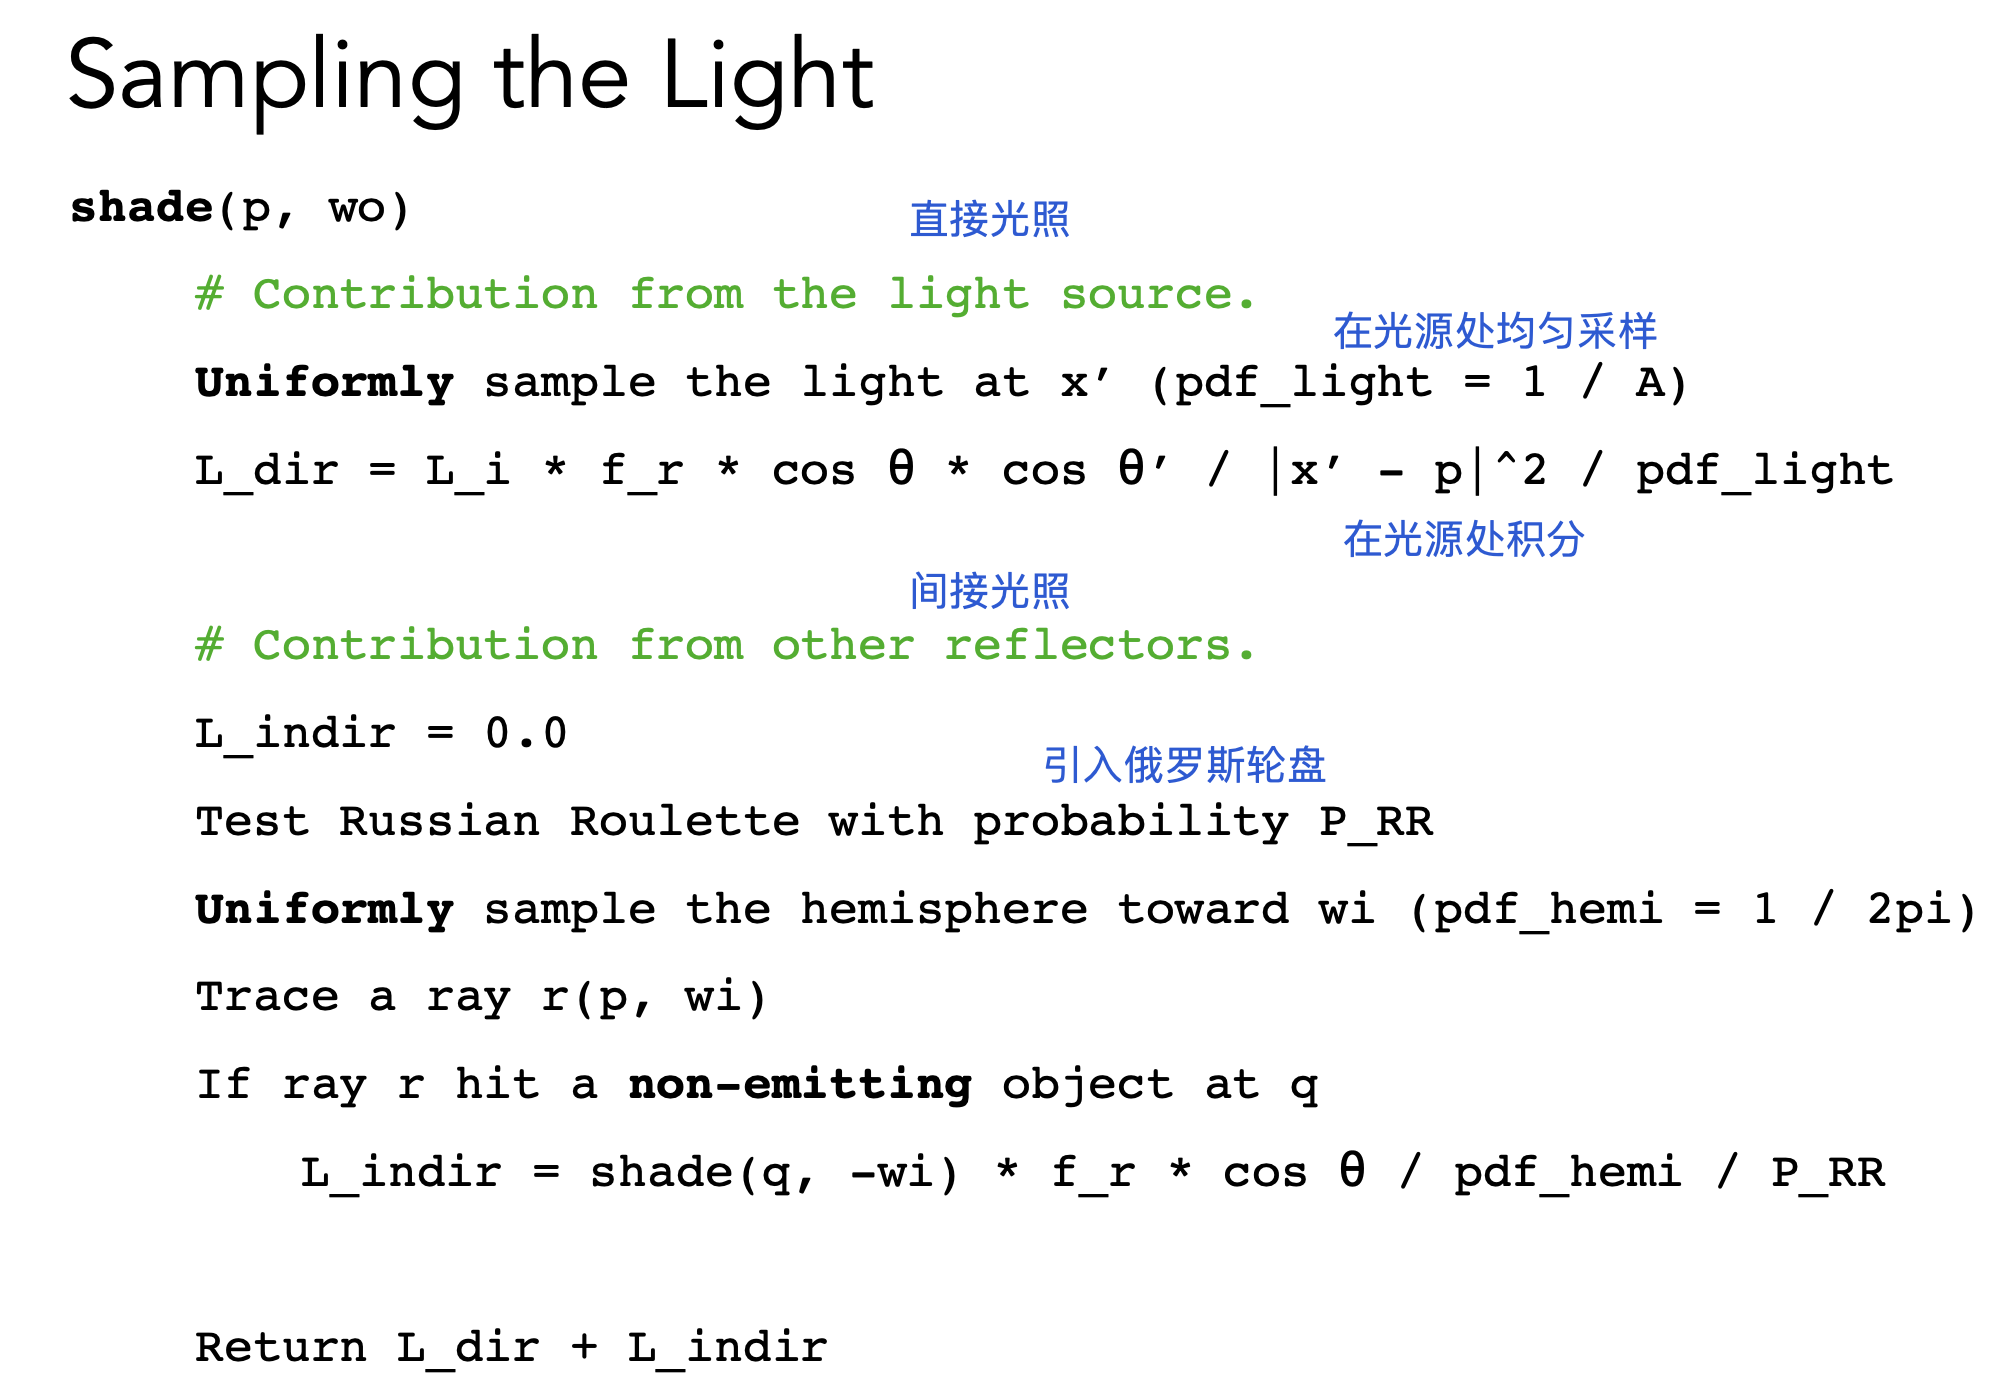 Sampling the Light
shade(p, wo)
直接光照
# Contribution from the light source.
在光源处均匀采样
Uniformly sample the light at x’ (pdf_light = 1 / A)
L_dir = L_i * f_r * cos θ * cos θ’ / |x’ - p|^2 / pdf_light
在光源处积分
间接光照
# Contribution from other reflectors.
L_indir = 0.0
引入俄罗斯轮盘
Test Russian Roulette with probability P_RR
Uniformly sample the hemisphere toward wi (pdf_hemi = 1 / 2pi)
Trace a ray r(p, wi)
If ray r hit a non-emitting object at q
L_indir = shade(q, -wi) * f_r * cos θ / pdf_hemi / P_RR
Return L_dir + L_indir